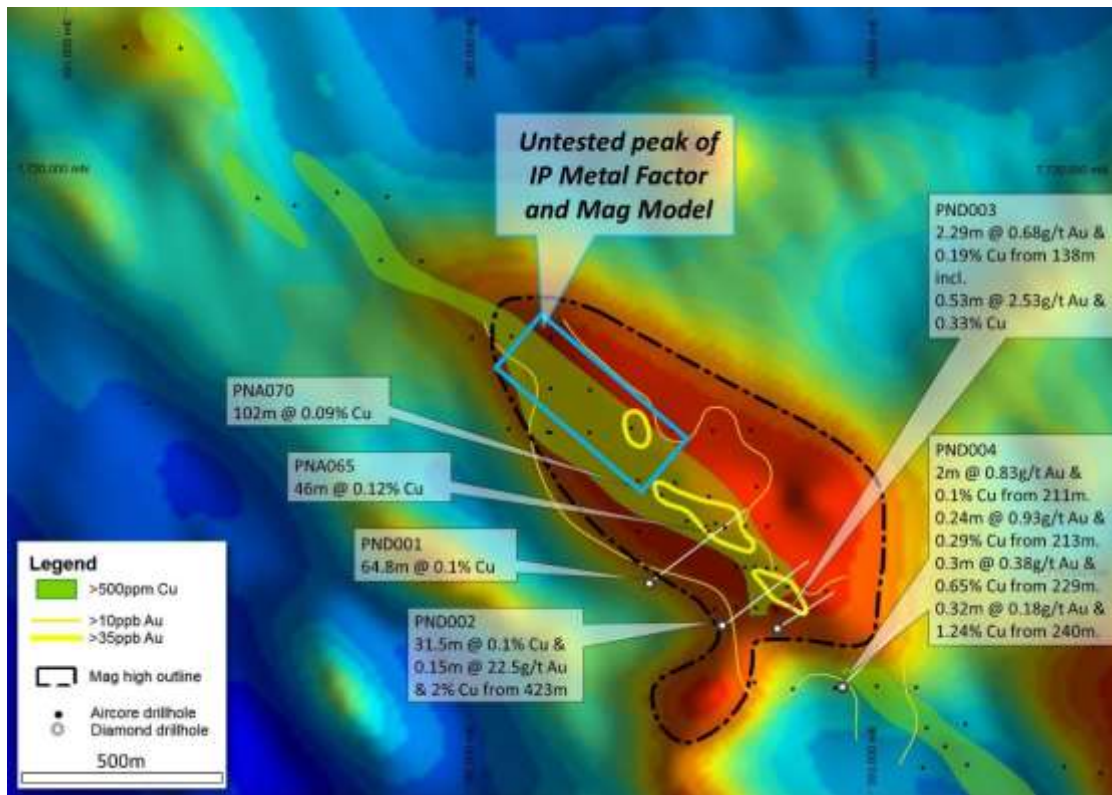 Untested peak of
IP Metal Factor
and Mag Model
PND003
2.29m @ 0.68g/t Au &
0.19% Cu from 138m
incl.
0.53m @ 2.53g/t Au &
0.33% Cu
PNA070
102m @ 0.09% Cu
PNA065
46m @ 0.12% Cu
PND001
64.8m @ 0.1% Cu
PND002
31.5m @ 0.1% Cu &
0.15m @ 22.5g/t Au
& 2% Cu from 423m
PND004
2m @ 0.83g/t Au &
0.1% Cu from 211m.
0.24m @ 0.93g/t Au &
0.29% Cu from 213m.
0.3m @ 0.38g/t Au &
0.65% Cu from 229m.
0.32m @ 0.18g/t Au &
1.24% Cu from 240m.
Legend
>500ppm Cu
>10ppb Au
>35ppb Au
Mag high outline
Aircore drillhole
Diamond drillhole
500m